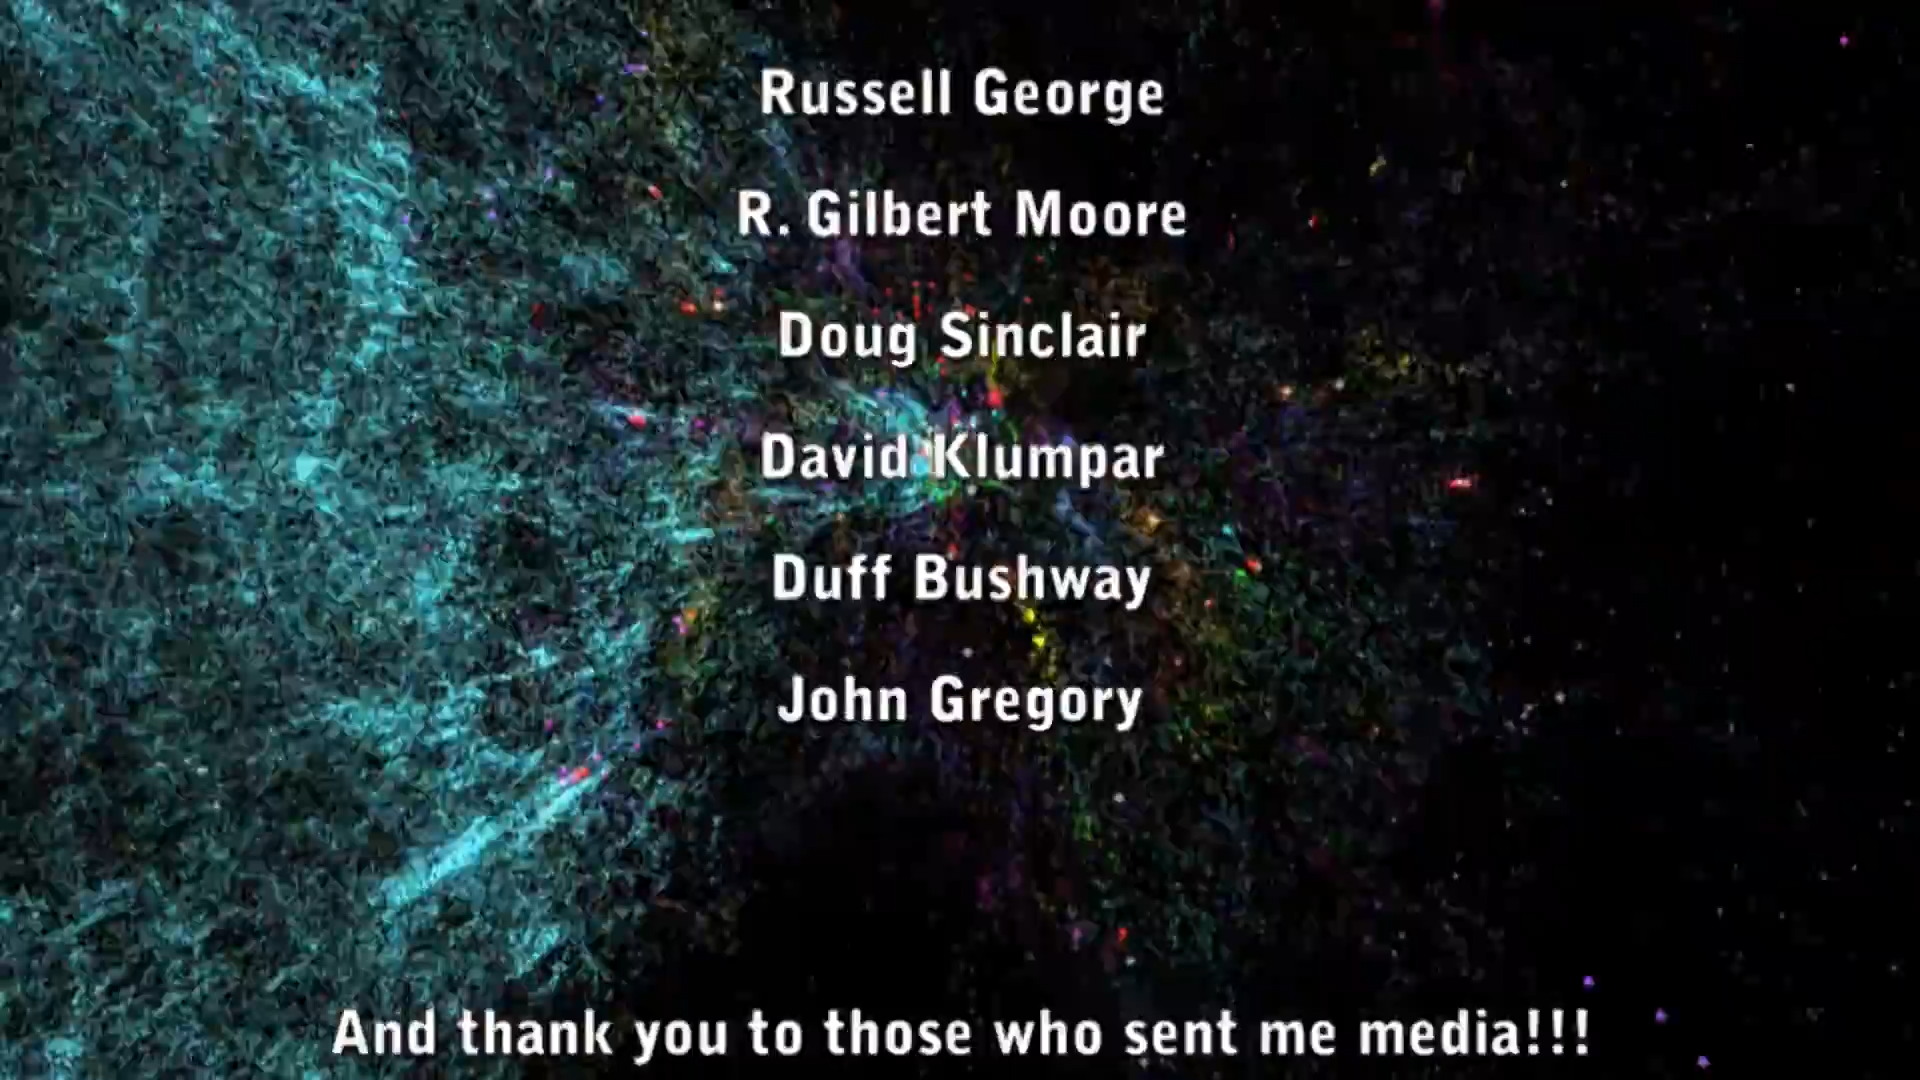 Russell George
R. Gilbert Moore
Doug Sinclair
David Klumpar
Duff Bushway
John Gregory
And thank you to those who sent me media!!!